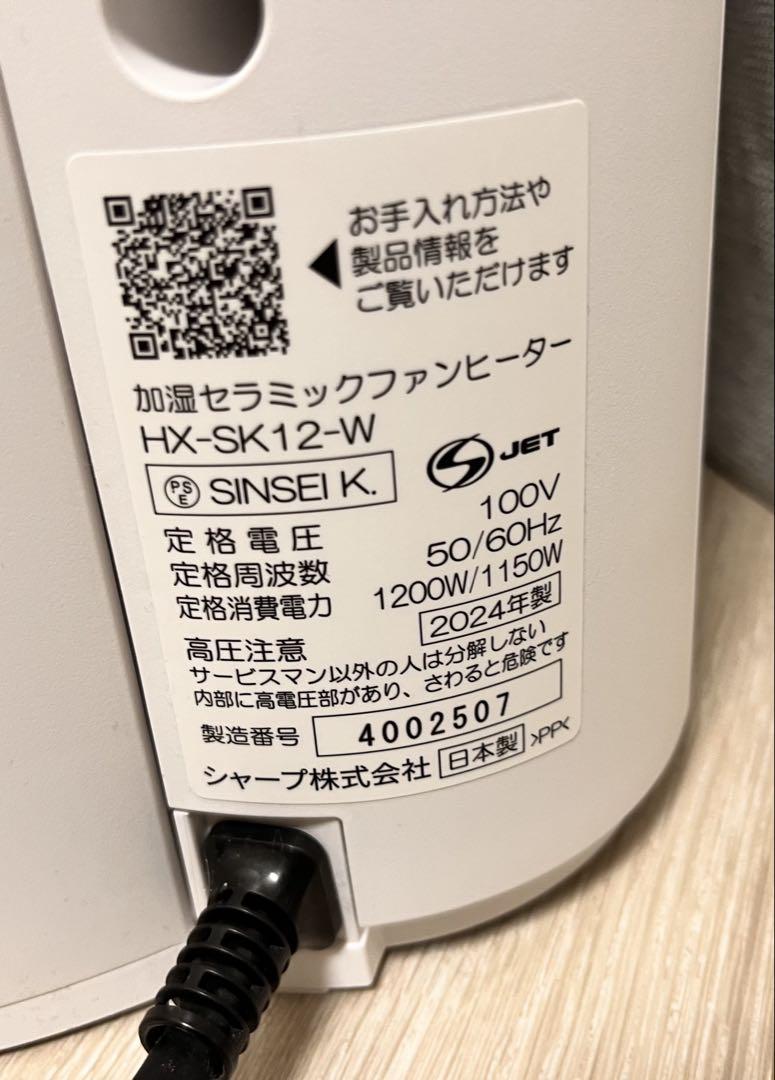 お手入れ方法や
製品情報を
ご覧いただけます
加湿セラミックファンヒーター
HX-SK12-W
PSE SINSEI K.
JET
定格電圧 100V
定格周波数 50/60Hz
定格消費電力 1200W/1150W
2024年製
高圧注意
サービスマン以外の人は分解しない
内部に高電圧部があり、さわると危険です
製造番号 4002507
シャープ株式会社 日本製 >PP<